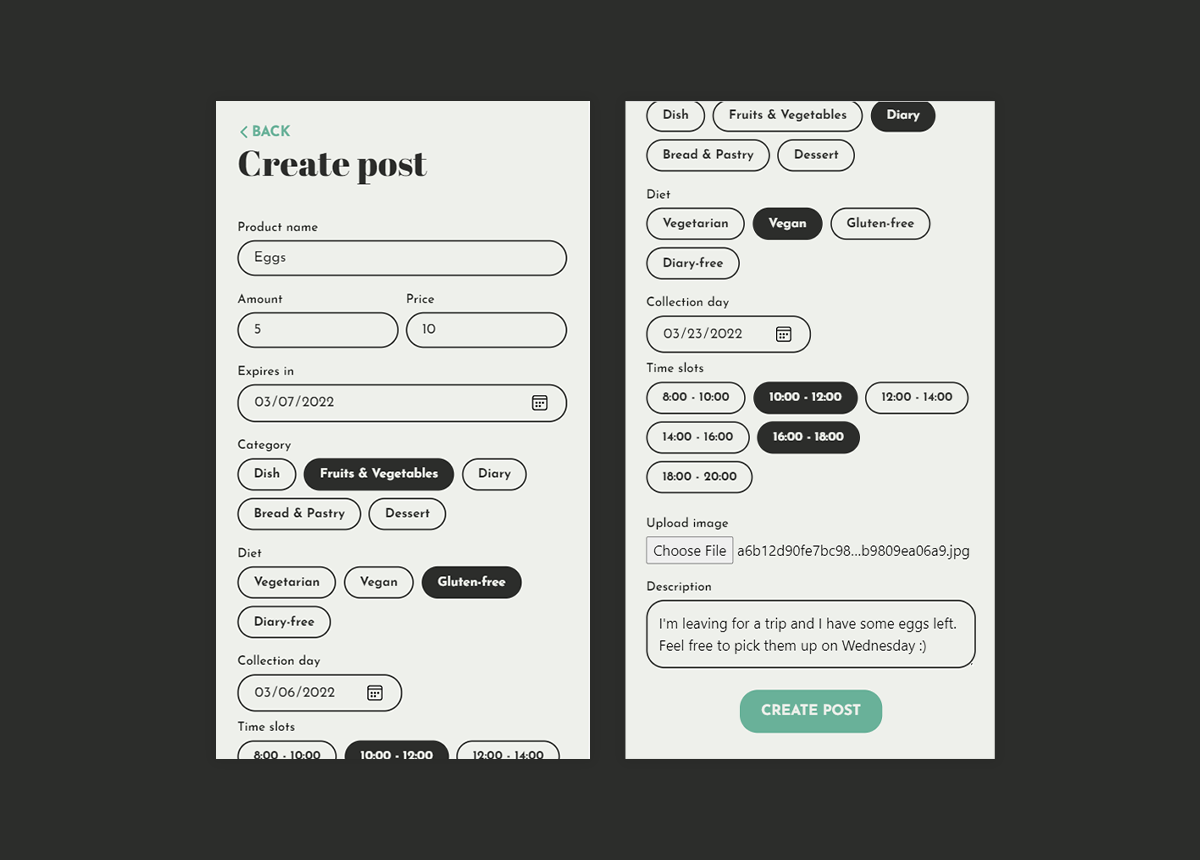 BACK
Create post
Product name
Eggs
Amount Price
5 10
Expires in
03/07/2022
Category
Dish Fruits & Vegetables Diary
Bread & Pastry Dessert
Diet
Vegetarian Vegan Gluten-free
Diary-free
Collection day
03/06/2022
Time slots
8:00 - 10:00 10:00 - 12:00 12:00 - 14:00
Dish Fruits & Vegetables Diary
Bread & Pastry Dessert
Diet
Vegetarian Vegan Gluten-free
Diary-free
Collection day
03/23/2022
Time slots
8:00 - 10:00 10:00 - 12:00 12:00 - 14:00
14:00 - 16:00 16:00 - 18:00
18:00 - 20:00
Upload image
Choose File a6b12d90fe7bc98...b9809ea06a9.jpg
Description
I'm leaving for a trip and I have some eggs left.
Feel free to pick them up on Wednesday :)
CREATE POST